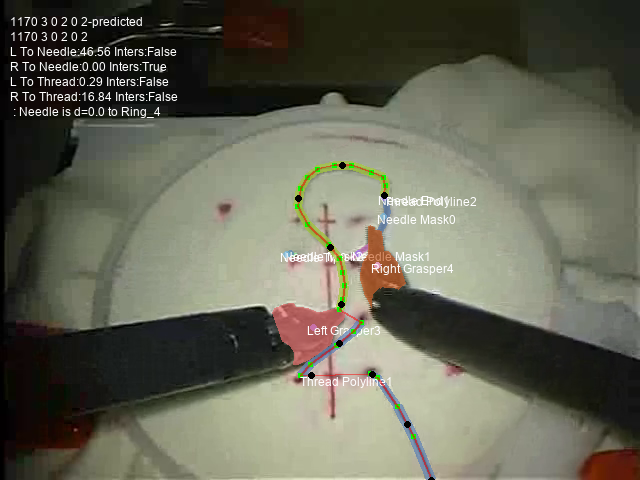 1170 3 0 2 0 2-predicted
1170 3 0 2 0 2
L To Needle:46.56 Inters:False
R To Needle:0.00 Inters:True
L To Thread:0.29 Inters:False
R To Thread:16.84 Inters:False
: Needle is d=0.0 to Ring_4
Thread Polyline2
Needle Mask0
Needle Mask1
Right Grasper4
Left Grasper3
Thread Polyline1